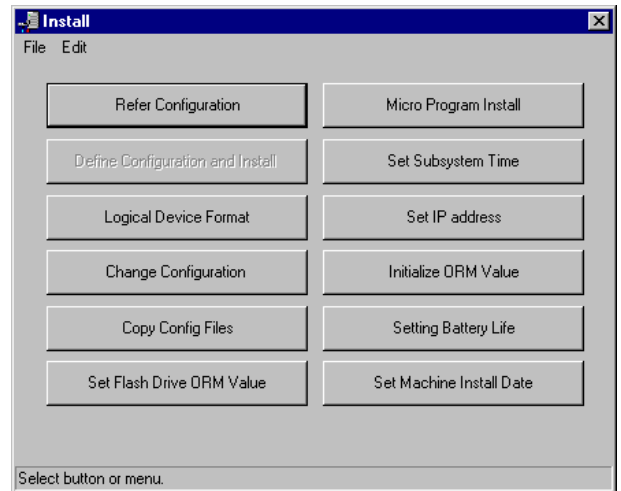 Install
File Edit
Refer Configuration
Micro Program Install
Define Configuration and Install
Set Subsystem Time
Logical Device Format
Set IP address
Change Configuration
Initialize ORM Value
Copy Config Files
Setting Battery Life
Set Flash Drive ORM Value
Set Machine Install Date
Select button or menu.